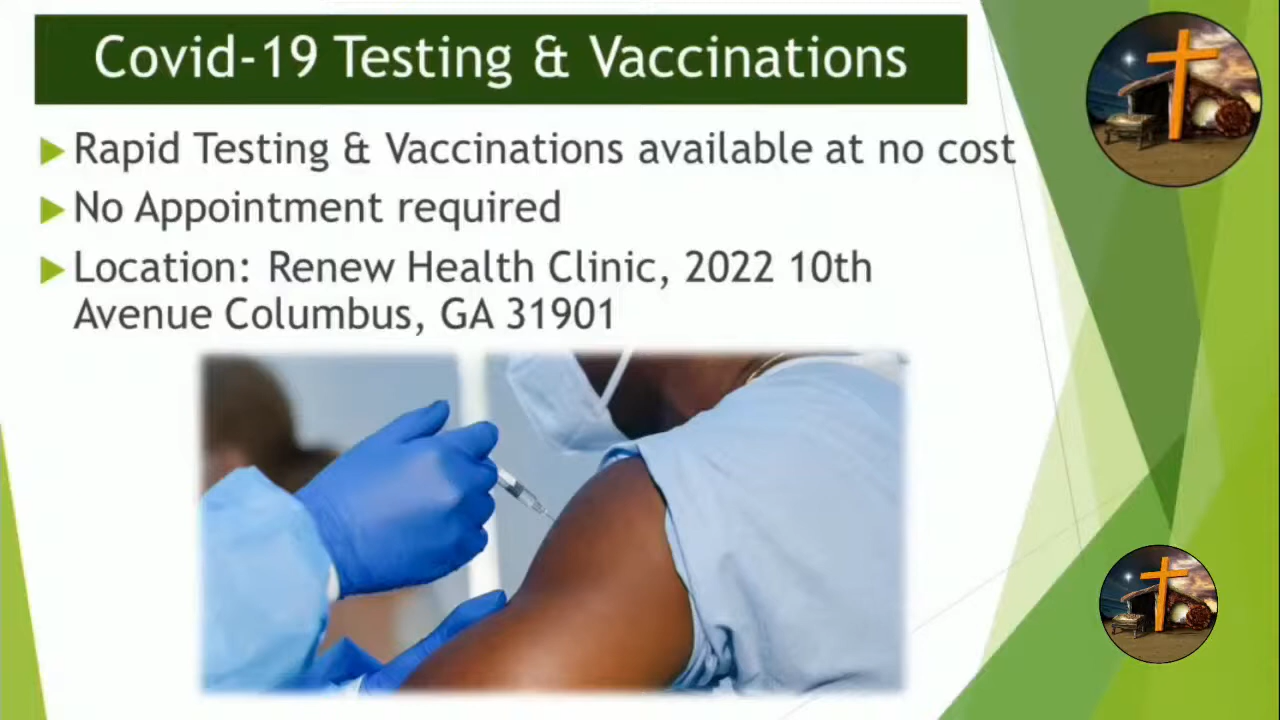 Covid-19 Testing & Vaccinations
Rapid Testing & Vaccinations available at no cost
No Appointment required
Location: Renew Health Clinic, 2022 10th
Avenue Columbus, GA 31901